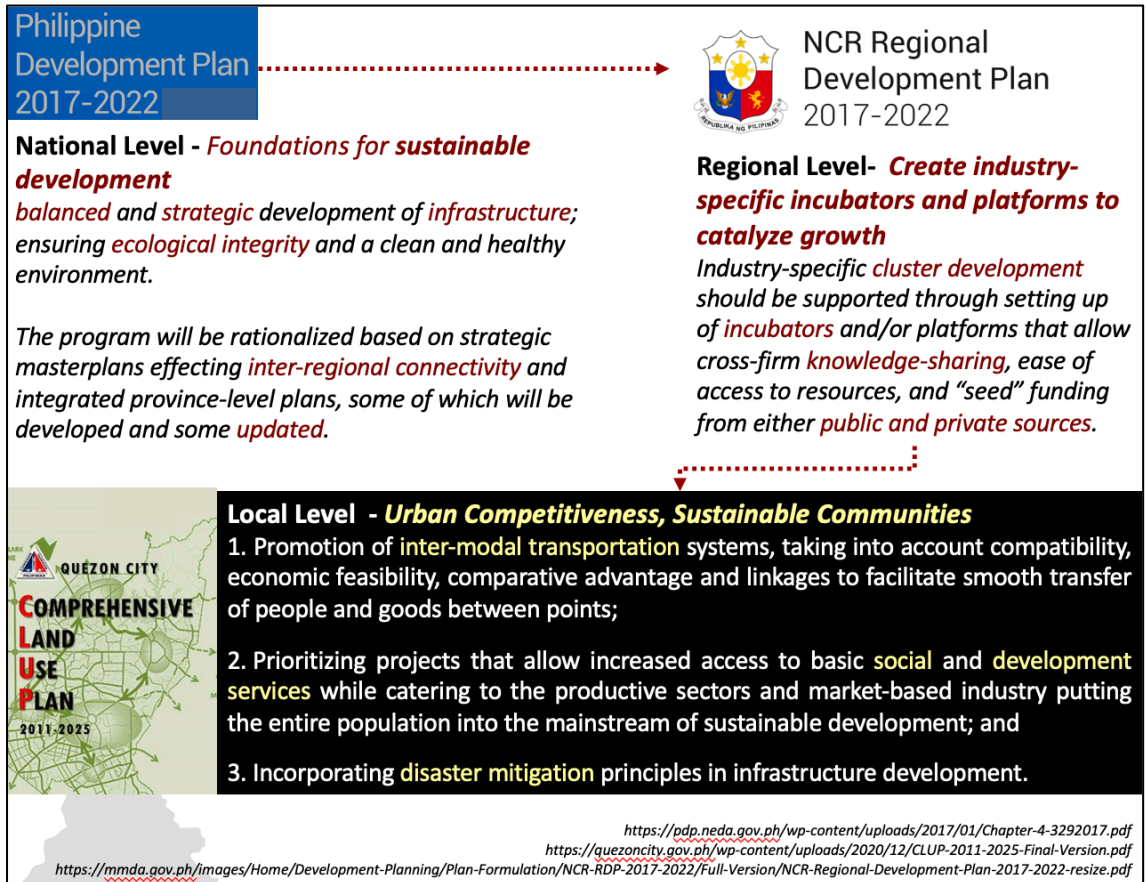 Philippine
Development Plan
2017-2022
NCR Regional
Development Plan
2017-2022
REPUBLIKA NG PILIPINAS
National Level - Foundations for sustainable
development
balanced and strategic development of infrastructure;
ensuring ecological integrity and a clean and healthy
environment.
The program will be rationalized based on strategic
masterplans effecting inter-regional connectivity and
integrated province-level plans, some of which will be
developed and some updated.
Regional Level- Create industry-
specific incubators and platforms to
catalyze growth
Industry-specific cluster development
should be supported through setting up
of incubators and/or platforms that allow
cross-firm knowledge-sharing, ease of
access to resources, and “seed” funding
from either public and private sources.
QUEZON CITY
COMPREHENSIVE
LAND
USE
PLAN
2011-2025
Local Level - Urban Competitiveness, Sustainable Communities
1. Promotion of inter-modal transportation systems, taking into account compatibility,
economic feasibility, comparative advantage and linkages to facilitate smooth transfer
of people and goods between points;
2. Prioritizing projects that allow increased access to basic social and development
services while catering to the productive sectors and market-based industry putting
the entire population into the mainstream of sustainable development; and
3. Incorporating disaster mitigation principles in infrastructure development.
https://pdp.neda.gov.ph/wp-content/uploads/2017/01/Chapter-4-3292017.pdf
https://quezoncity.gov.ph/wp-content/uploads/2020/12/CLUP-2011-2025-Final-Version.pdf
https://mmda.gov.ph/images/Home/Development-Planning/Plan-Formulation/NCR-RDP-2017-2022/Full-Version/NCR-Regional-Development-Plan-2017-2022-resize.pdf